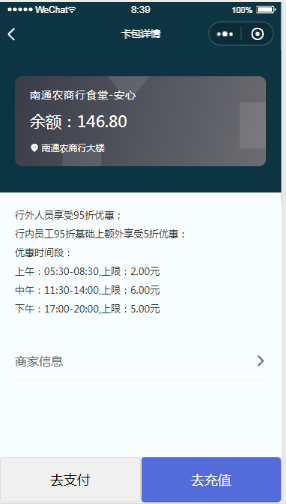 WeChat
8:39
100%
卡包详情
南通农商行食堂-安心
余额：146.80
南通农商行大楼
行外人员享受95折优惠；
行内员工95折基础上额外享受5折优惠；
优惠时间段：
上午：05:30-08:30,上限：2.00元
中午：11:30-14:00,上限：6.00元
下午：17:00-20:00,上限：5.00元
商家信息
去支付
去充值